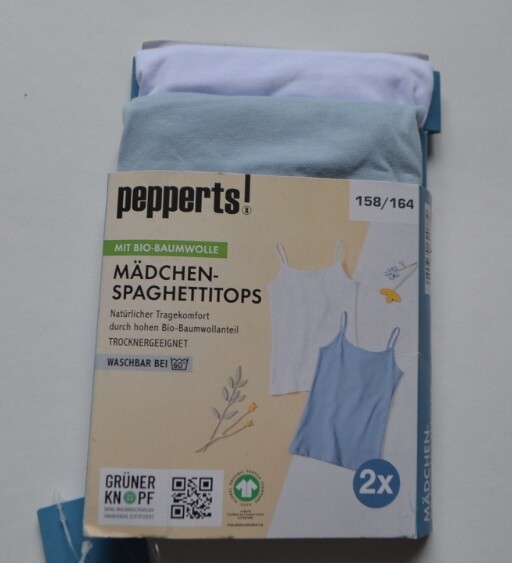 pepperts!
158/164
MIT BIO-BAUMWOLLE
MÄDCHEN-
SPAGHETTITOPS
Natürlicher Tragekomfort
durch hohen Bio-Baumwollanteil
TROCKNERGEEIGNET
WASCHBAR BEI 60
GRÜNER
KNOPF
2x
MÄDCHEN-